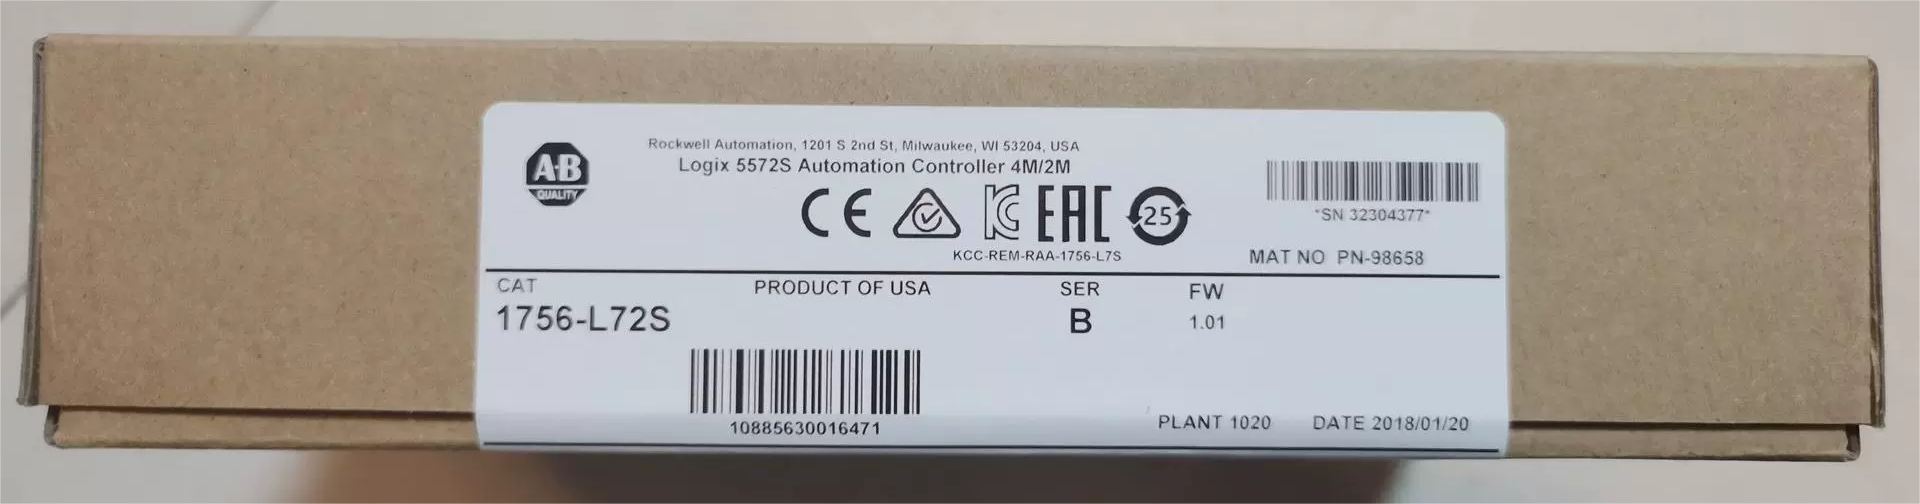 A·B
QUALITY
Rockwell Automation, 1201 S 2nd St, Milwaukee, WI 53204, USA
Logix 5572S Automation Controller 4M/2M
CE
KC
EAC
25
KCC-REM-RAA-1756-L7S
*SN 32304377*
MAT NO PN-98658
CAT
1756-L72S
PRODUCT OF USA
SER
B
FW
1.01
10885630016471
PLANT 1020
DATE 2018/01/20